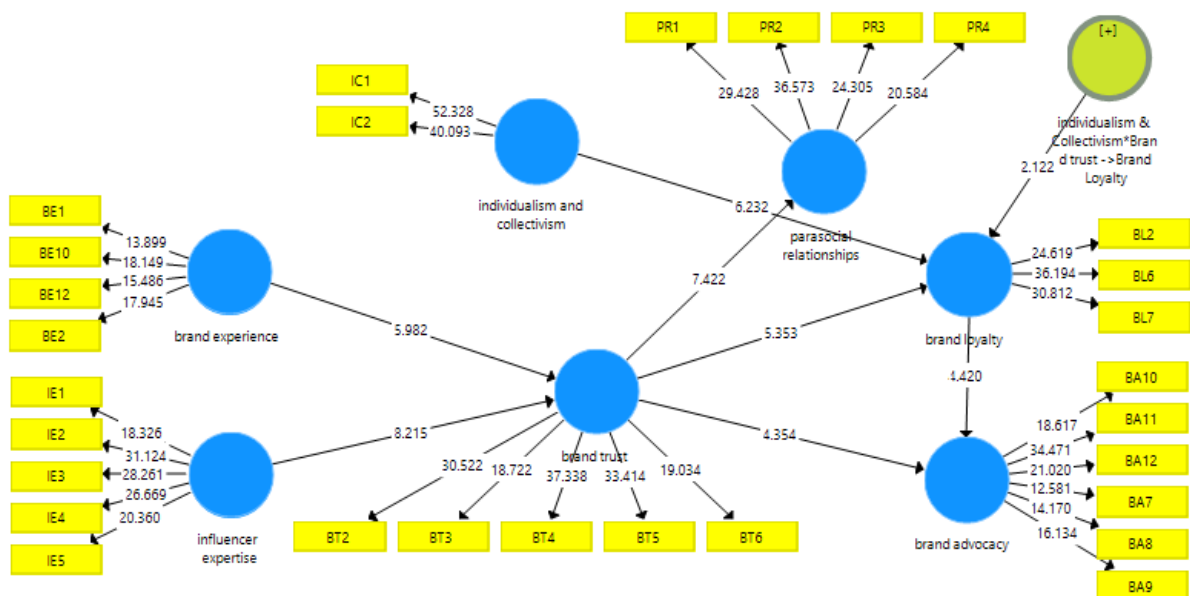 PR1
PR2
PR3
PR4
[+]
29.428
36.573
24.305
20.584
IC1
IC2
52.328
40.093
individualism and
collectivism
parasocial
relationships
individualism &
Collectivism*Bran
d trust ->Brand
Loyalty
2.122
6.232
7.422
BE1
BE10
BE12
BE2
13.899
18.149
15.486
17.945
brand experience
5.982
5.353
BL2
BL6
BL7
24.619
36.194
30.812
brand loyalty
4.420
IE1
IE2
IE3
IE4
IE5
18.326
31.124
28.261
26.669
20.360
influencer
expertise
8.215
brand trust
4.354
30.522
18.722
37.338
33.414
19.034
BT2
BT3
BT4
BT5
BT6
brand advocacy
18.617
34.471
21.020
12.581
14.170
16.134
BA10
BA11
BA12
BA7
BA8
BA9